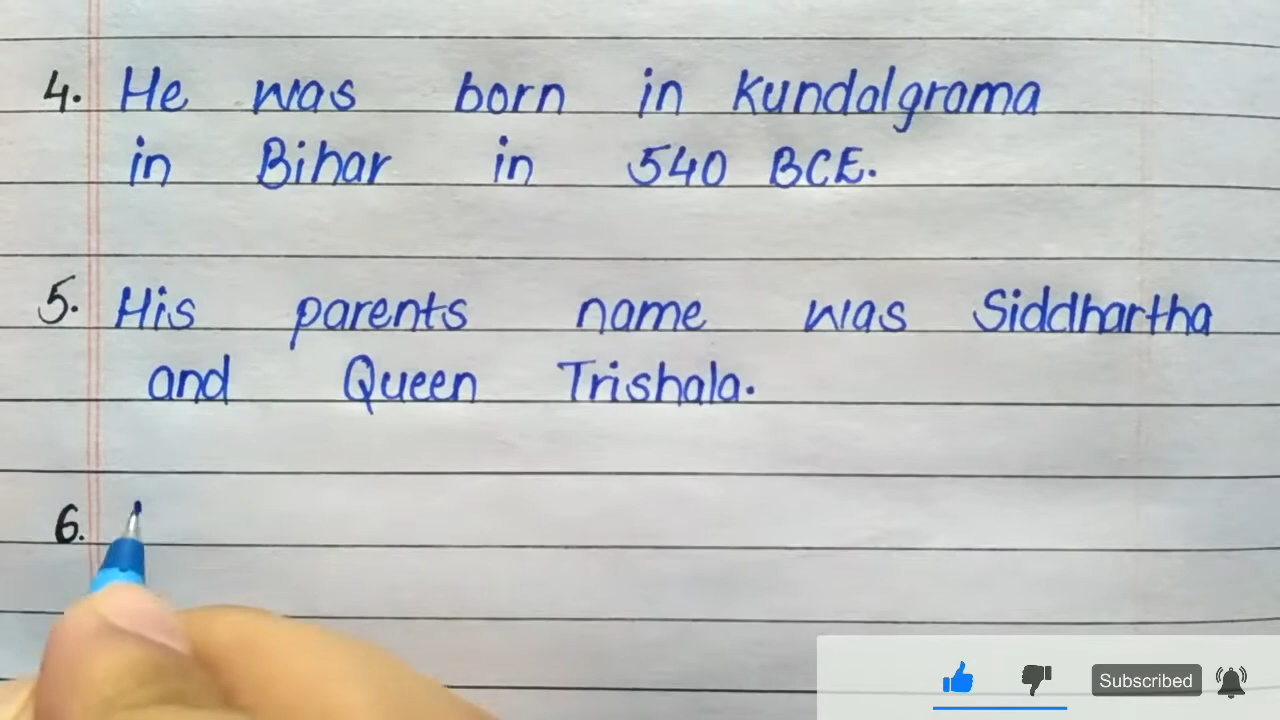 4. He was born in Kundalgrama
in Bihar in 540 BCE.
5. His parents name was Siddhartha
and Queen Trishala.
6.
Subscribed